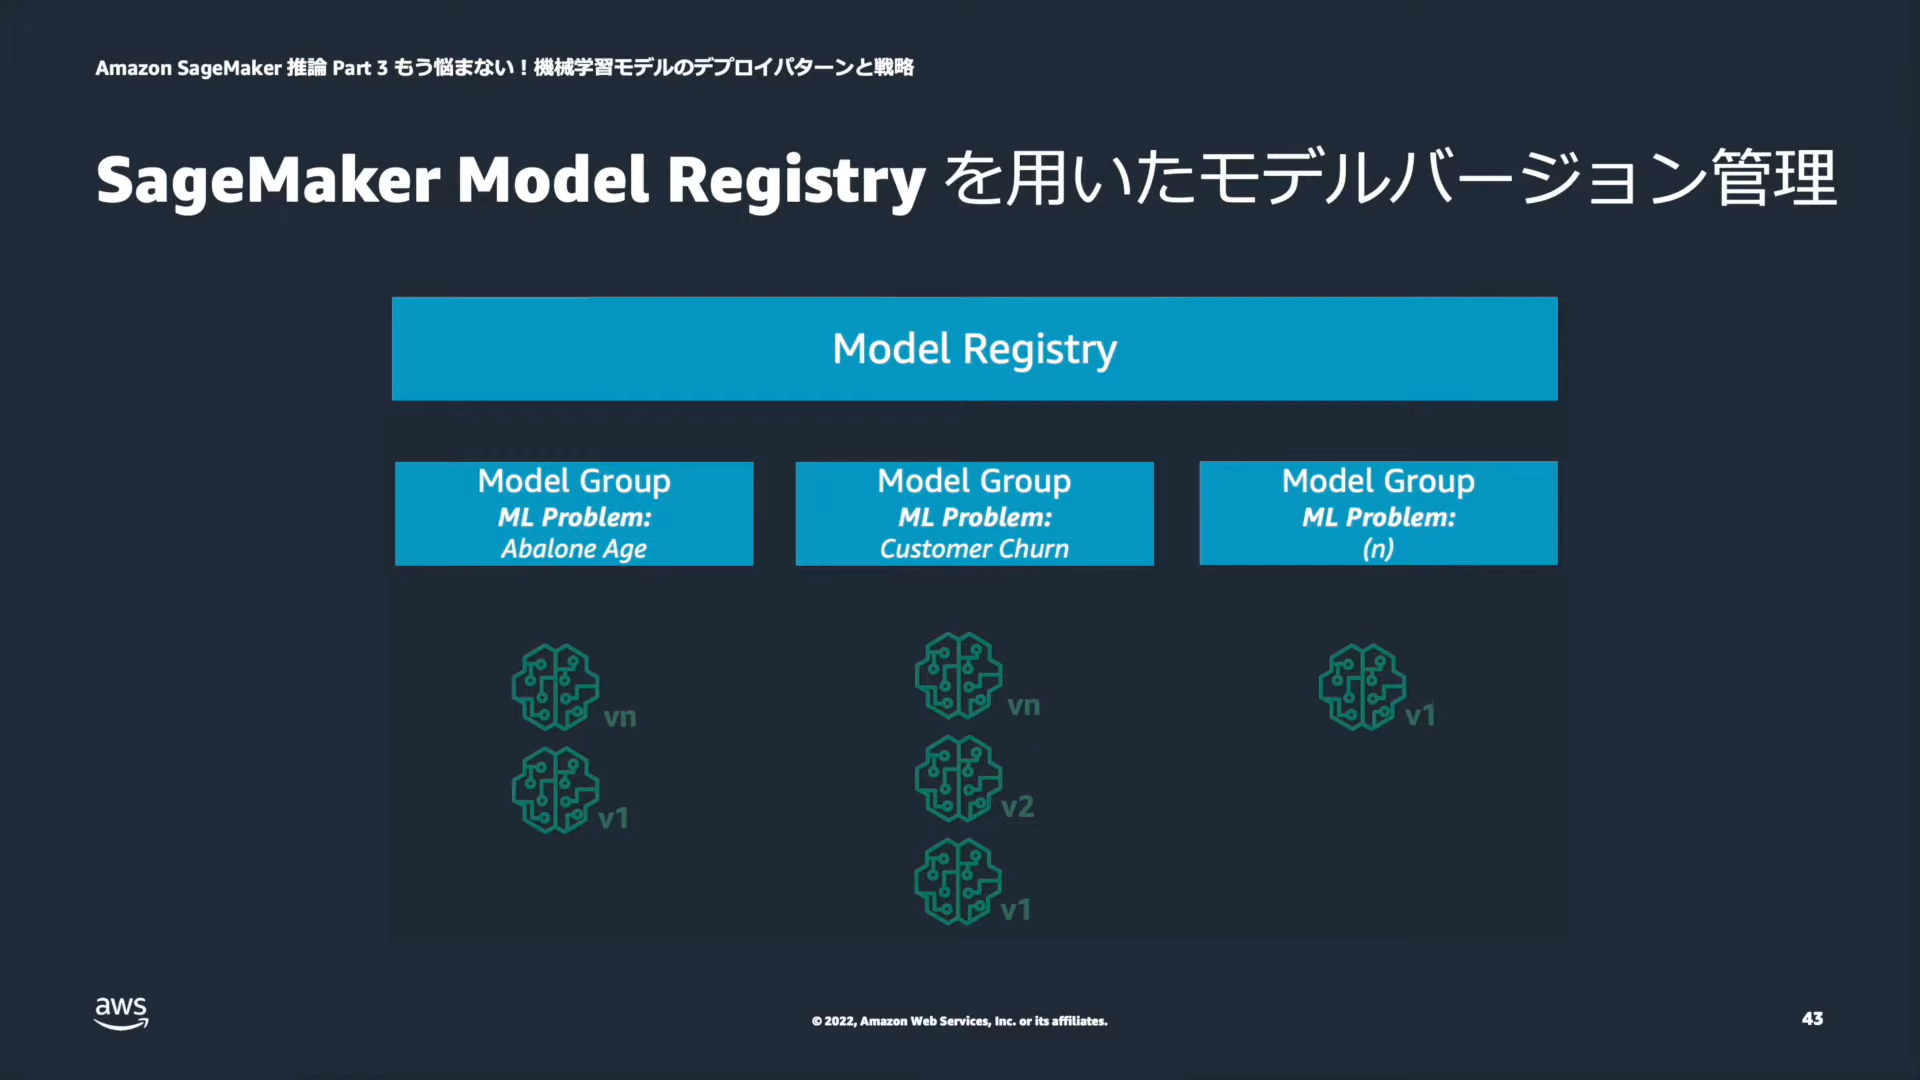 Amazon SageMaker 推論 Part 3 もう悩まない！機械学習モデルのデプロイパターンと戦略
SageMaker Model Registry を用いたモデルバージョン管理
Model Registry
Model Group
ML Problem:
Abalone Age
Model Group
ML Problem:
Customer Churn
Model Group
ML Problem:
(n)
vn
v1
vn
v2
v1
v1
aws
© 2022, Amazon Web Services, Inc. or its affiliates.
43